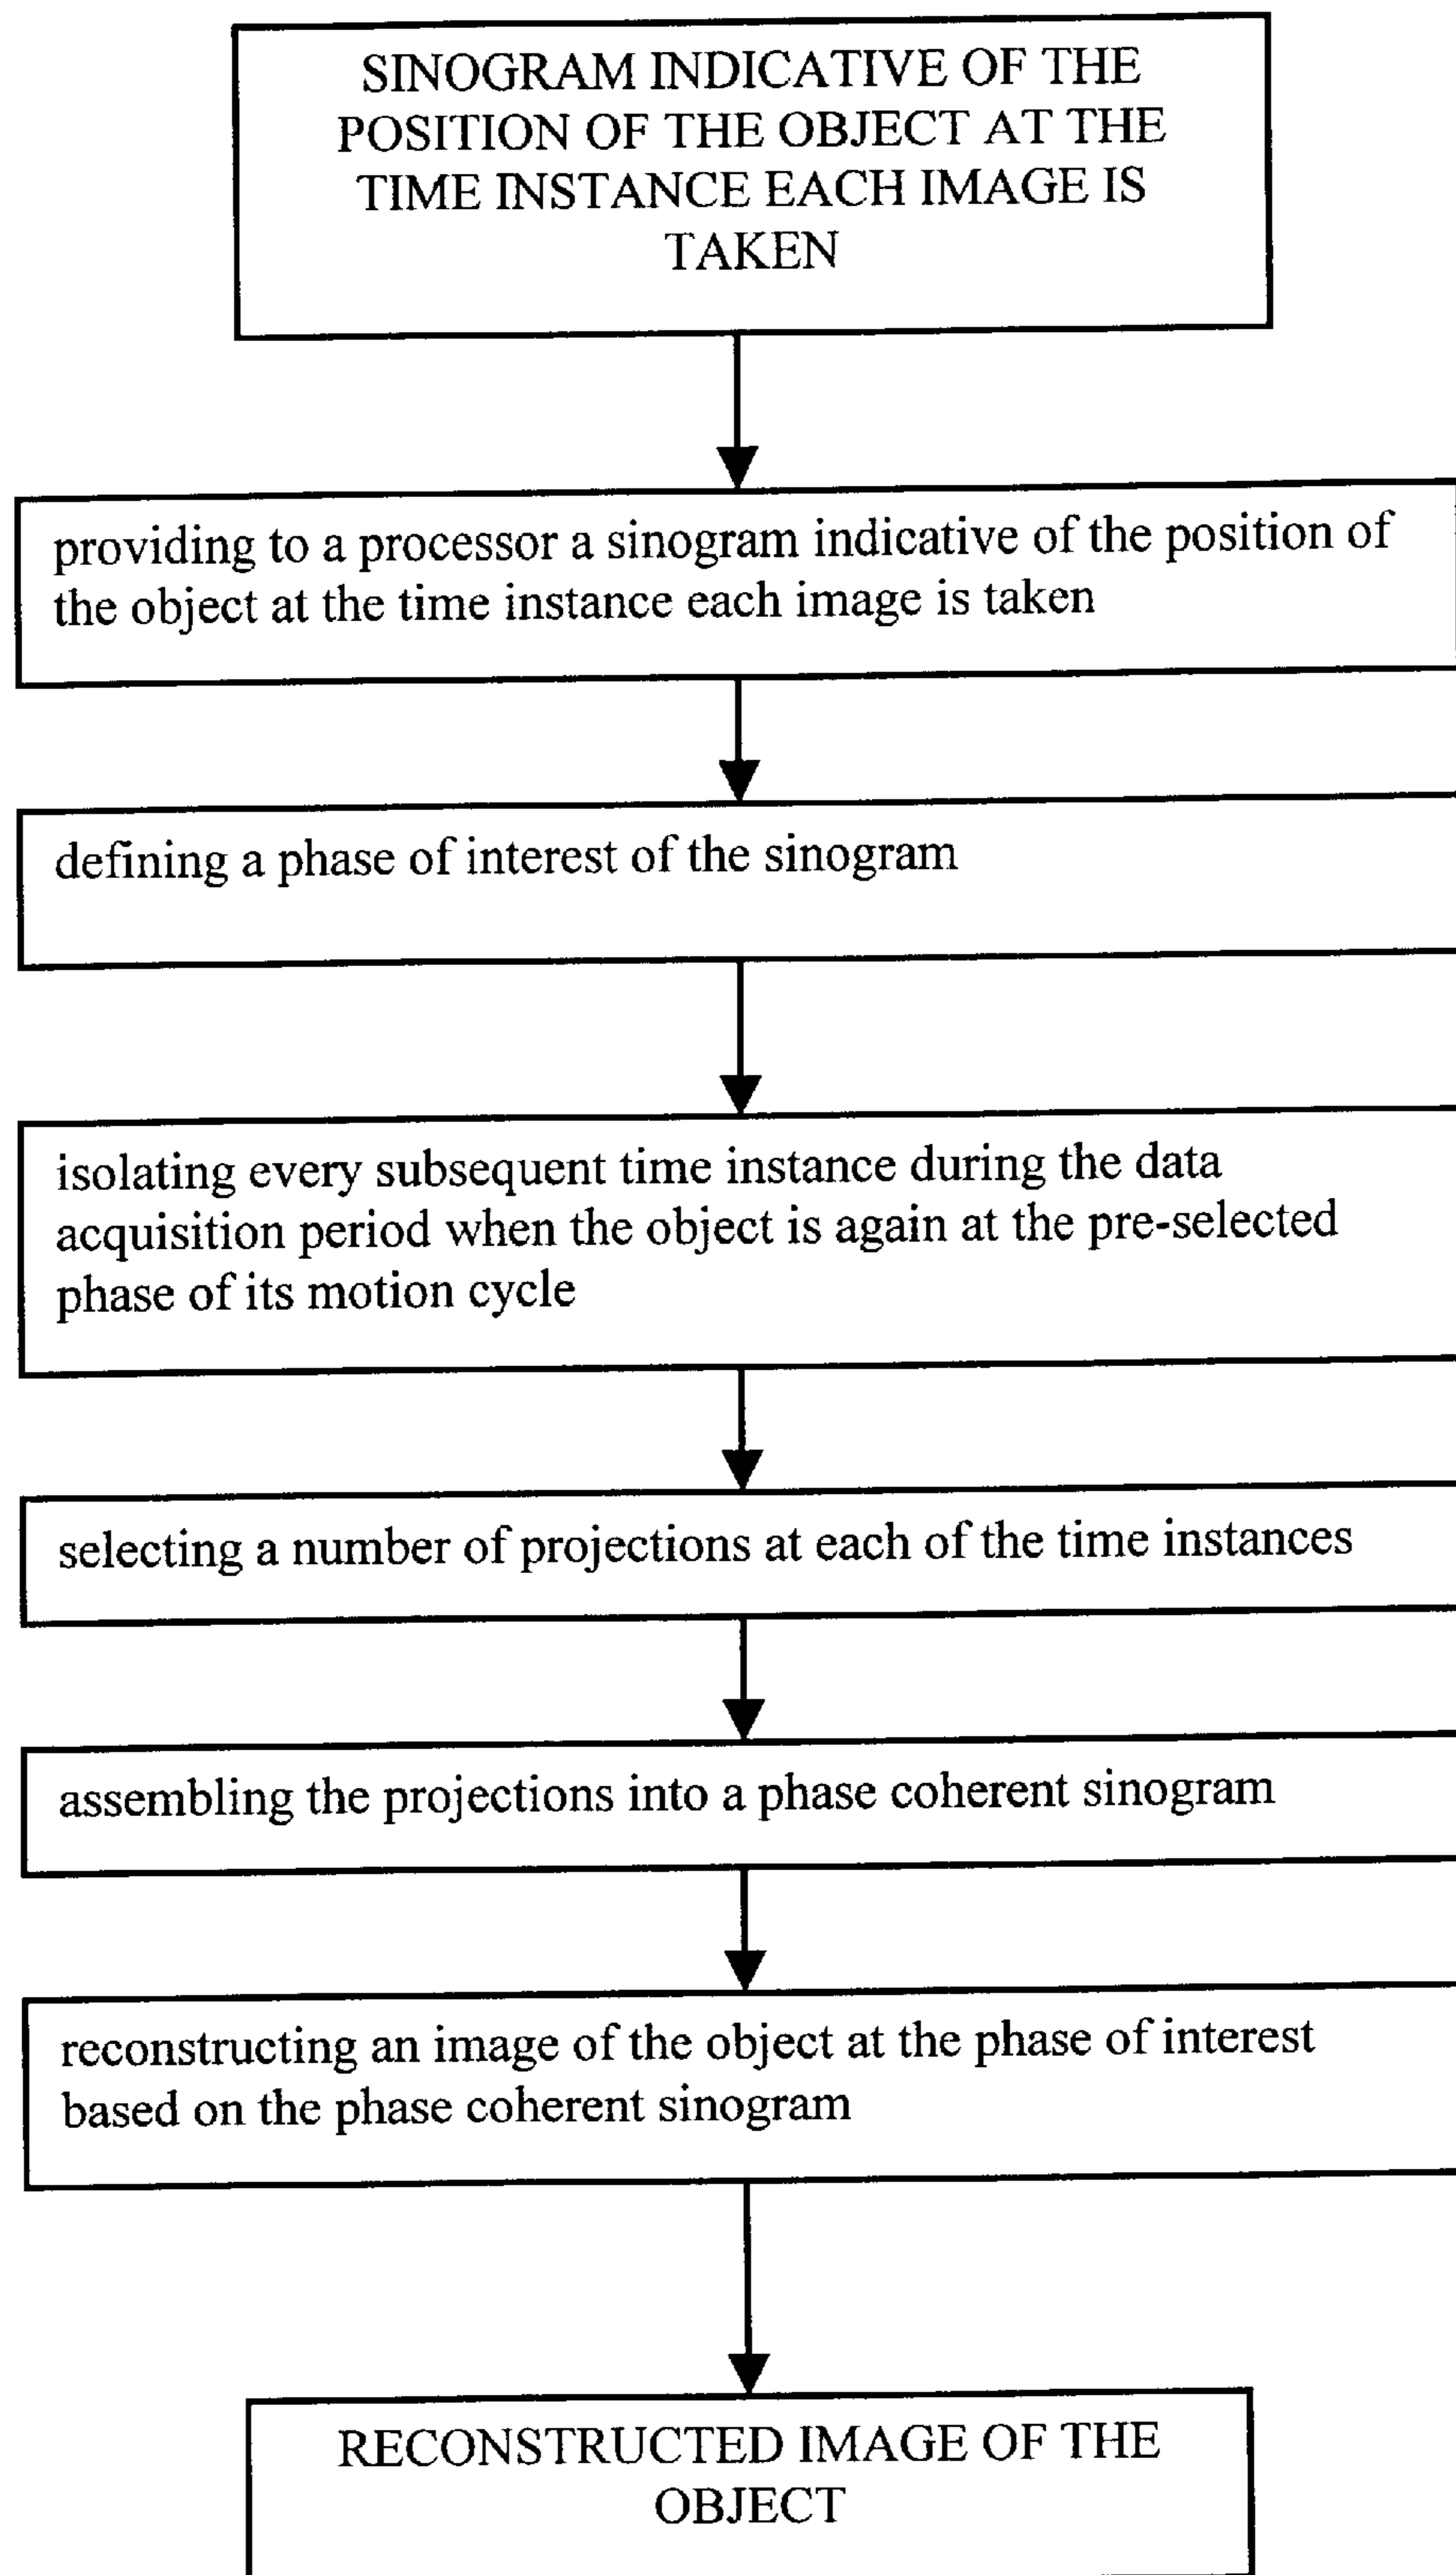 SINOGRAM INDICATIVE OF THE
POSITION OF THE OBJECT AT THE
TIME INSTANCE EACH IMAGE IS
TAKEN
providing to a processor a sinogram indicative of the position of
the object at the time instance each image is taken
defining a phase of interest of the sinogram
isolating every subsequent time instance during the data
acquisition period when the object is again at the pre-selected
phase of its motion cycle
selecting a number of projections at each of the time instances
assembling the projections into a phase coherent sinogram
reconstructing an image of the object at the phase of interest
based on the phase coherent sinogram
RECONSTRUCTED IMAGE OF THE
OBJECT